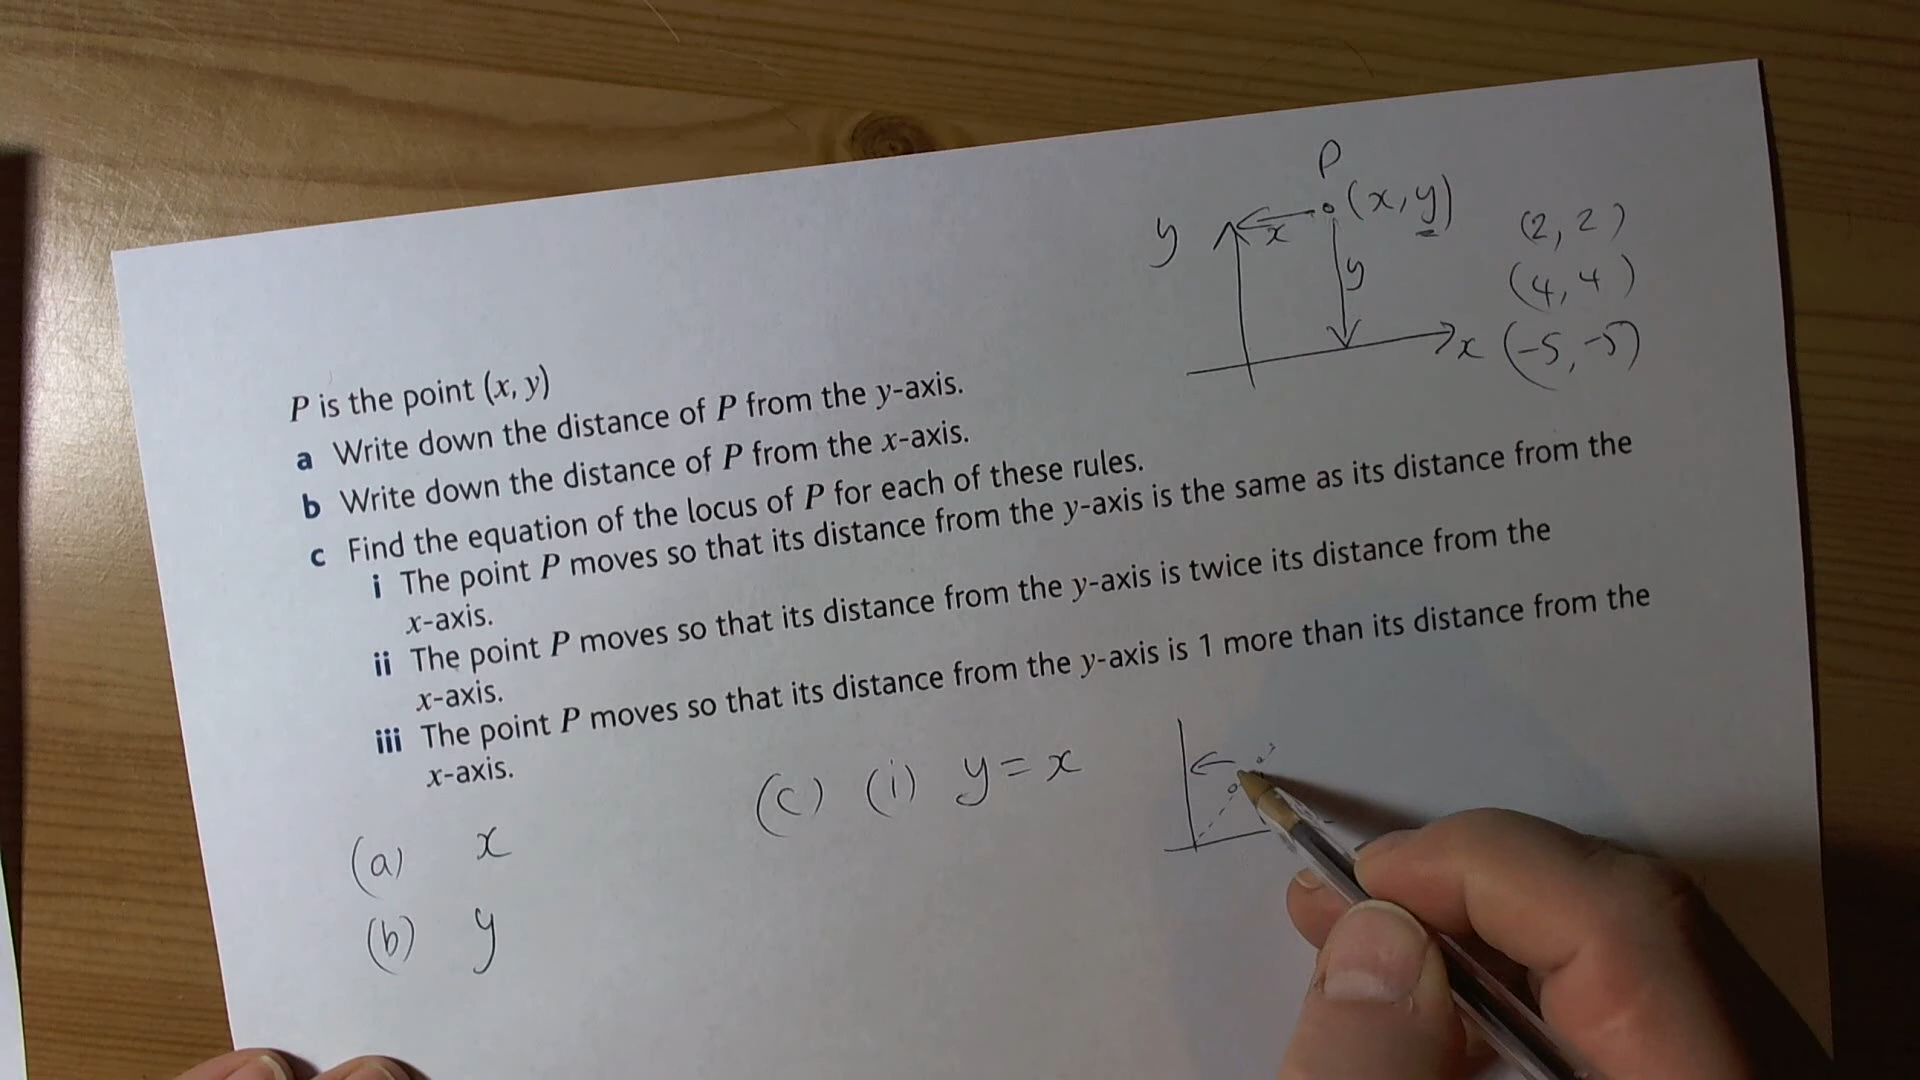 P
y
(x, y)
x
(2, 2)
y
(4, 4)
x
(-5, -5)
P is the point (x, y)
a Write down the distance of P from the y-axis.
b Write down the distance of P from the x-axis.
c Find the equation of the locus of P for each of these rules.
i The point P moves so that its distance from the y-axis is the same as its distance from the
x-axis.
ii The point P moves so that its distance from the y-axis is twice its distance from the
x-axis.
iii The point P moves so that its distance from the y-axis is 1 more than its distance from the
x-axis.
(c) (i) y = x
(a) x
(b) y